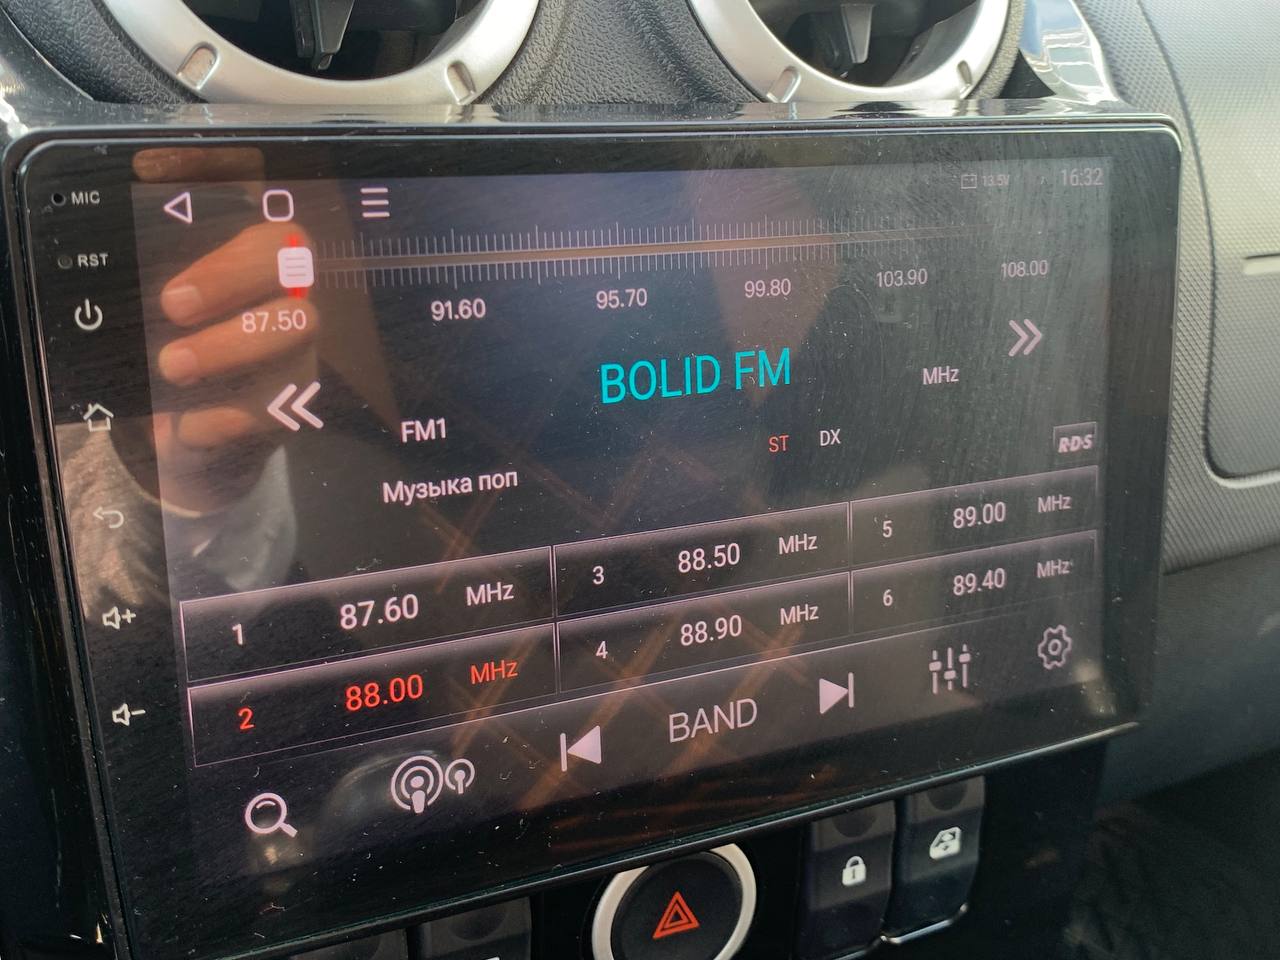 MIC
13.5V 16:32
RST
87.50 91.60 95.70 99.80 103.90 108.00
BOLID FM
MHz
FM1
ST DX
RDS
Музыка поп
1 87.60 MHz
3 88.50 MHz
5 89.00 MHz
2 88.00 MHz
4 88.90 MHz
6 89.40 MHz
BAND